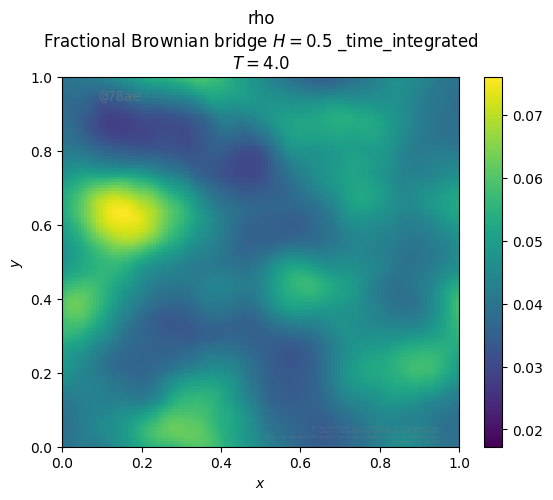 rho
Fractional Brownian bridge $H = 0.5$ _time_integrated
$T = 4.0$
@78ae
1.0
0.8
0.6
0.4
0.2
0.0
y
0.0 0.2 0.4 0.6 0.8 1.0
x
0.07
0.06
0.05
0.04
0.03
0.02